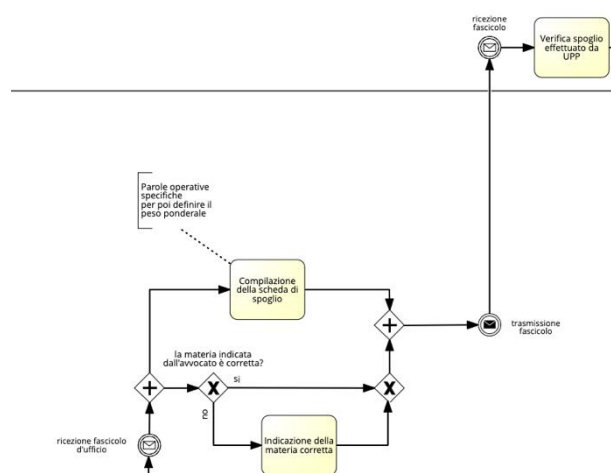 ricezione
fascicolo
Verifica spoglio
effettuato da
UPP
Parole operative
specifiche
per poi definire il
peso ponderale
Compilazione
della scheda di
spoglio
la materia indicata
dall'avvocato è corretta?
si
trasmissione
fascicolo
no
ricezione fascicolo
d'ufficio
Indicazione della
materia corretta